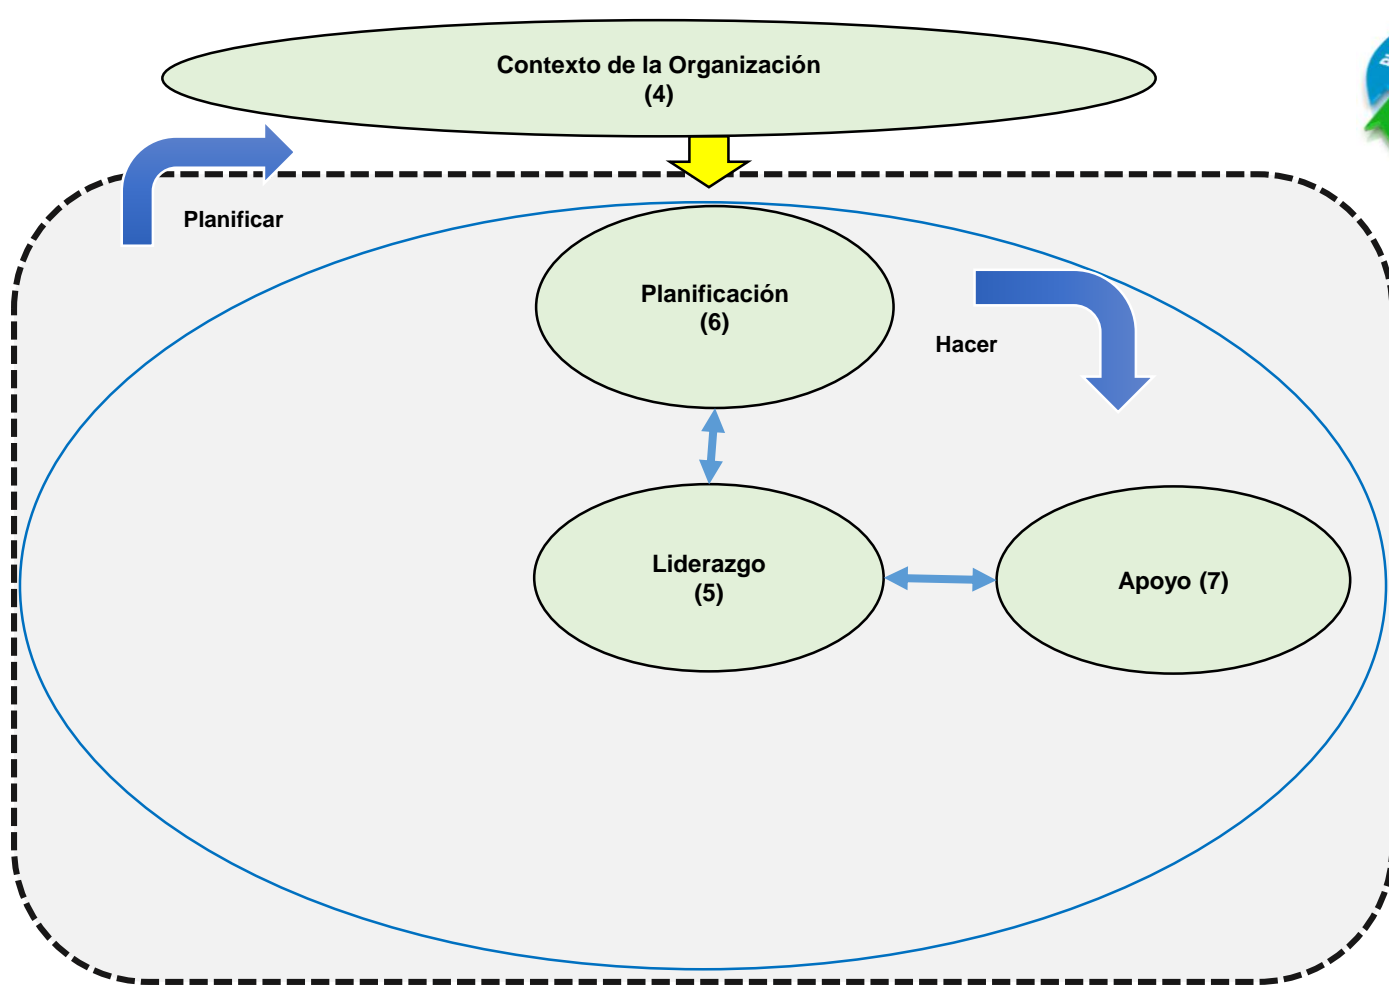 Contexto de la Organización
(4)
Planificar
Planificación
(6)
Hacer
Liderazgo
(5)
Apoyo (7)